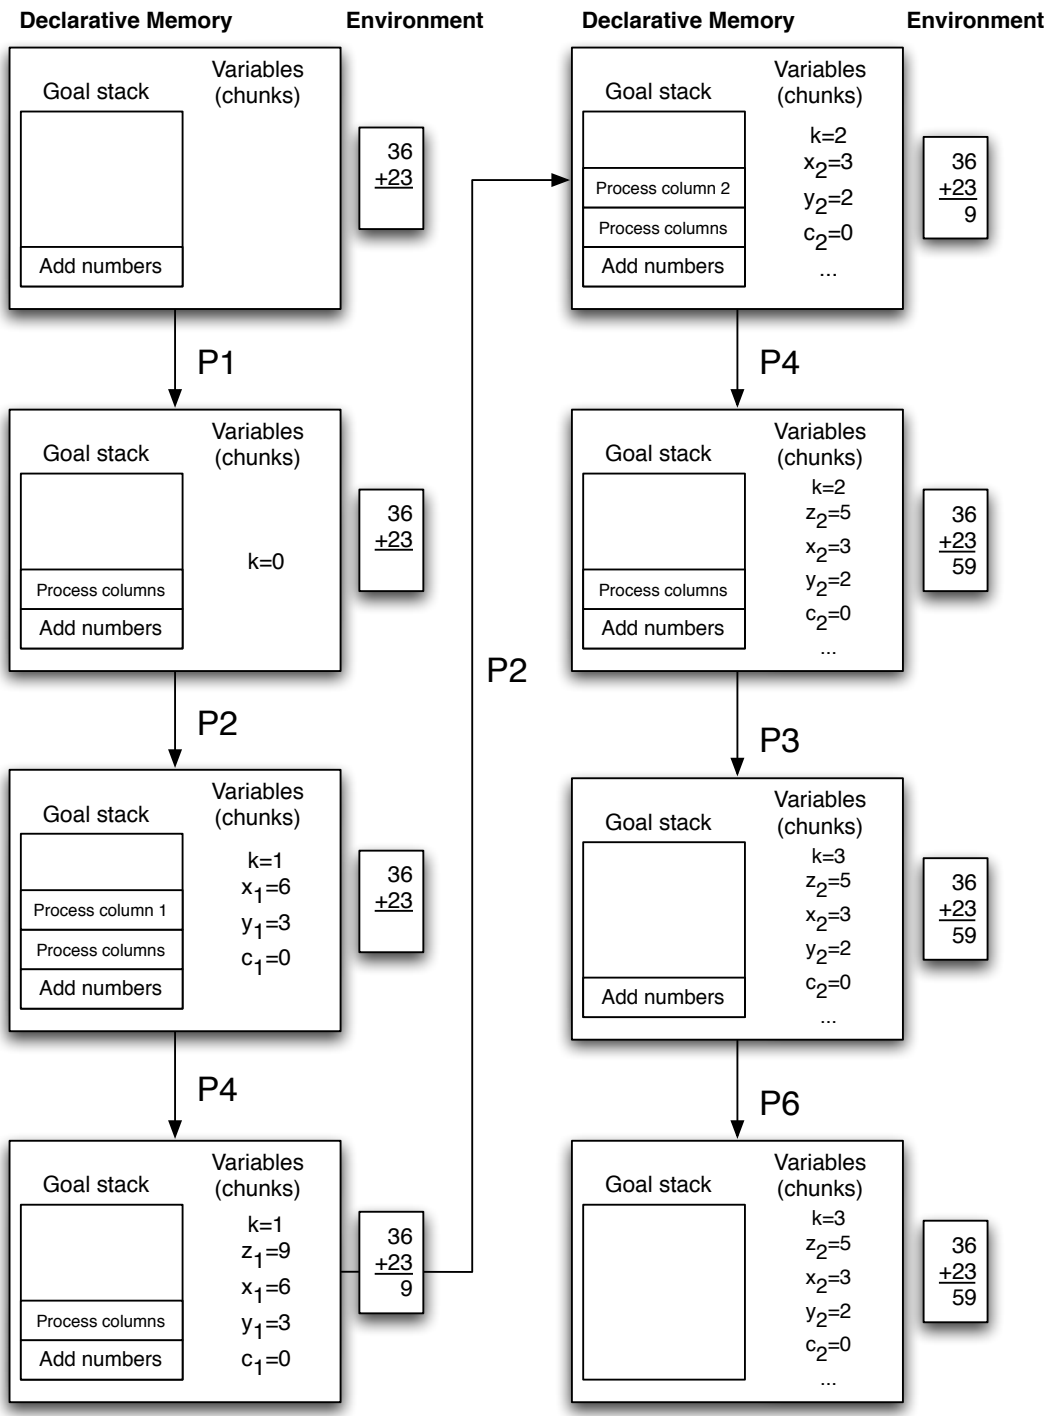 Declarative Memory Environment
Goal stack
Variables
(chunks)
Add numbers
36
+23
P1
Goal stack
Variables
(chunks)
k=0
Process columns
Add numbers
36
+23
P2
Goal stack
Variables
(chunks)
k=1
x1=6
y1=3
c1=0
Process column 1
Process columns
Add numbers
36
+23
P4
Goal stack
Variables
(chunks)
k=1
z1=9
x1=6
y1=3
c1=0
Process columns
Add numbers
36
+23
9
P2
Declarative Memory Environment
Goal stack
Variables
(chunks)
k=2
x2=3
y2=2
c2=0
...
Process column 2
Process columns
Add numbers
36
+23
9
P4
Goal stack
Variables
(chunks)
k=2
z2=5
x2=3
y2=2
c2=0
...
Process columns
Add numbers
36
+23
59
P3
Goal stack
Variables
(chunks)
k=3
z2=5
x2=3
y2=2
c2=0
...
Add numbers
36
+23
59
P6
Goal stack
Variables
(chunks)
k=3
z2=5
x2=3
y2=2
c2=0
...
36
+23
59